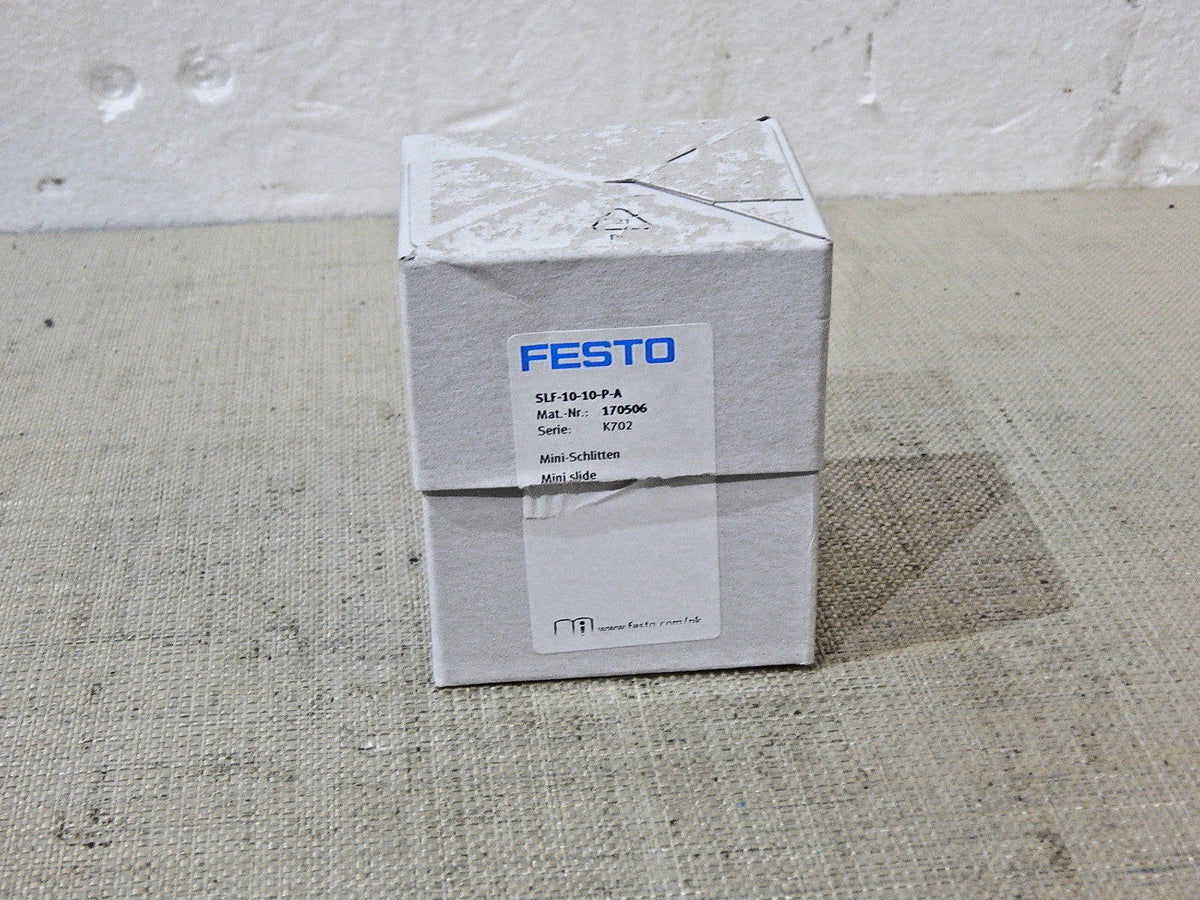 FESTO
SLF-10-10-P-A
Mat.-Nr.: 170506
Serie: K702
Mini-Schlitten
Mini slide
www.festo.com/pk